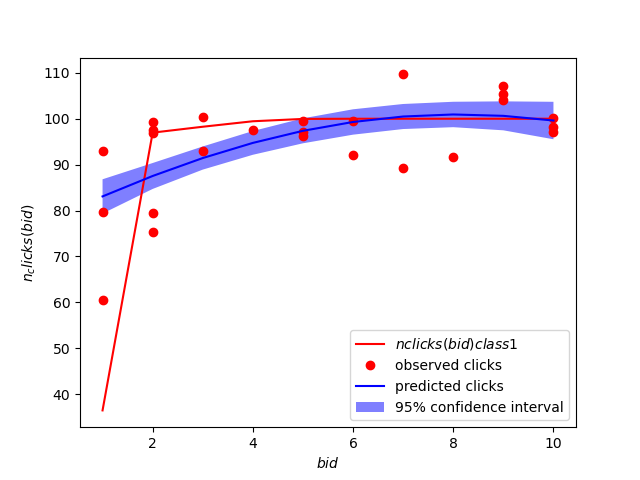 110
100
90
80
70
60
50
40
n_clicks(bid)
nclicks(bid)class1
observed clicks
predicted clicks
95% confidence interval
2
4
6
8
10
bid